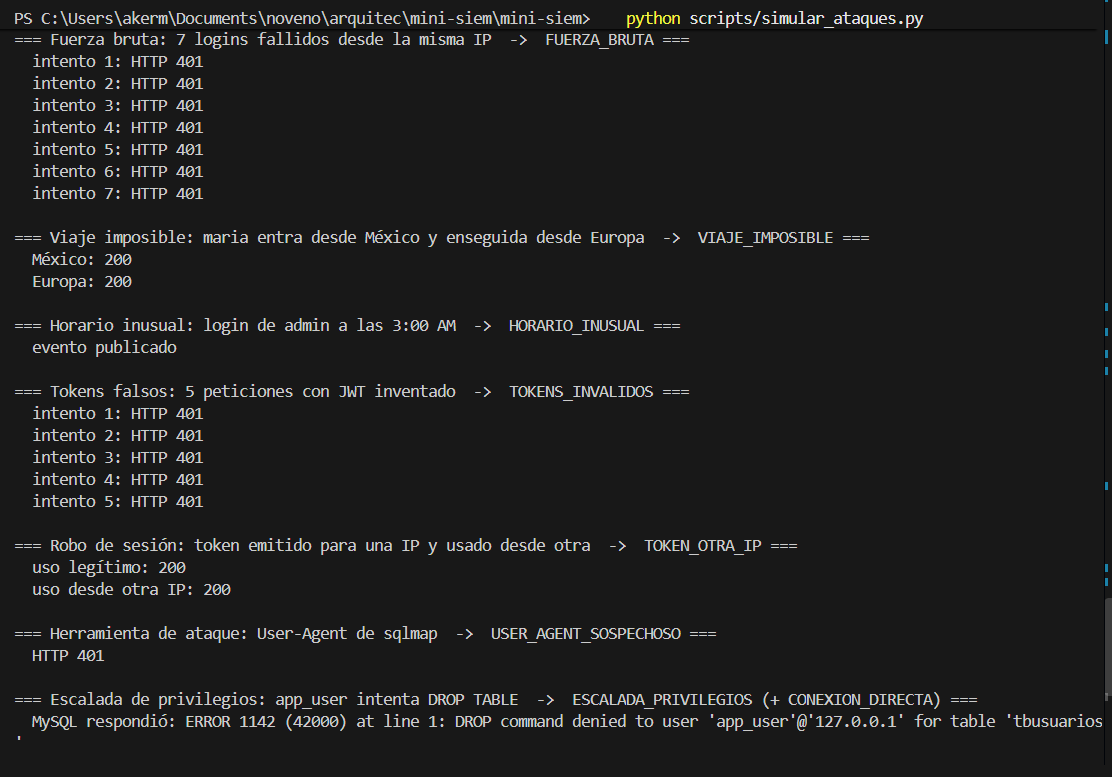 PS C:\Users\akerm\Documents\noveno\arquitec\mini-siem\mini-siem>    python scripts/simular_ataques.py
=== Fuerza bruta: 7 logins fallidos desde la misma IP  ->  FUERZA_BRUTA ===
  intento 1: HTTP 401
  intento 2: HTTP 401
  intento 3: HTTP 401
  intento 4: HTTP 401
  intento 5: HTTP 401
  intento 6: HTTP 401
  intento 7: HTTP 401

=== Viaje imposible: maria entra desde México y enseguida desde Europa  ->  VIAJE_IMPOSIBLE ===
  México: 200
  Europa: 200

=== Horario inusual: login de admin a las 3:00 AM  ->  HORARIO_INUSUAL ===
  evento publicado

=== Tokens falsos: 5 peticiones con JWT inventado  ->  TOKENS_INVALIDOS ===
  intento 1: HTTP 401
  intento 2: HTTP 401
  intento 3: HTTP 401
  intento 4: HTTP 401
  intento 5: HTTP 401

=== Robo de sesión: token emitido para una IP y usado desde otra  ->  TOKEN_OTRA_IP ===
  uso legítimo: 200
  uso desde otra IP: 200

=== Herramienta de ataque: User-Agent de sqlmap  ->  USER_AGENT_SOSPECHOSO ===
  HTTP 401

=== Escalada de privilegios: app_user intenta DROP TABLE  ->  ESCALADA_PRIVILEGIOS (+ CONEXION_DIRECTA) ===
  MySQL respondió: ERROR 1142 (42000) at line 1: DROP command denied to user 'app_user'@'127.0.0.1' for table 'tbusuarios
'